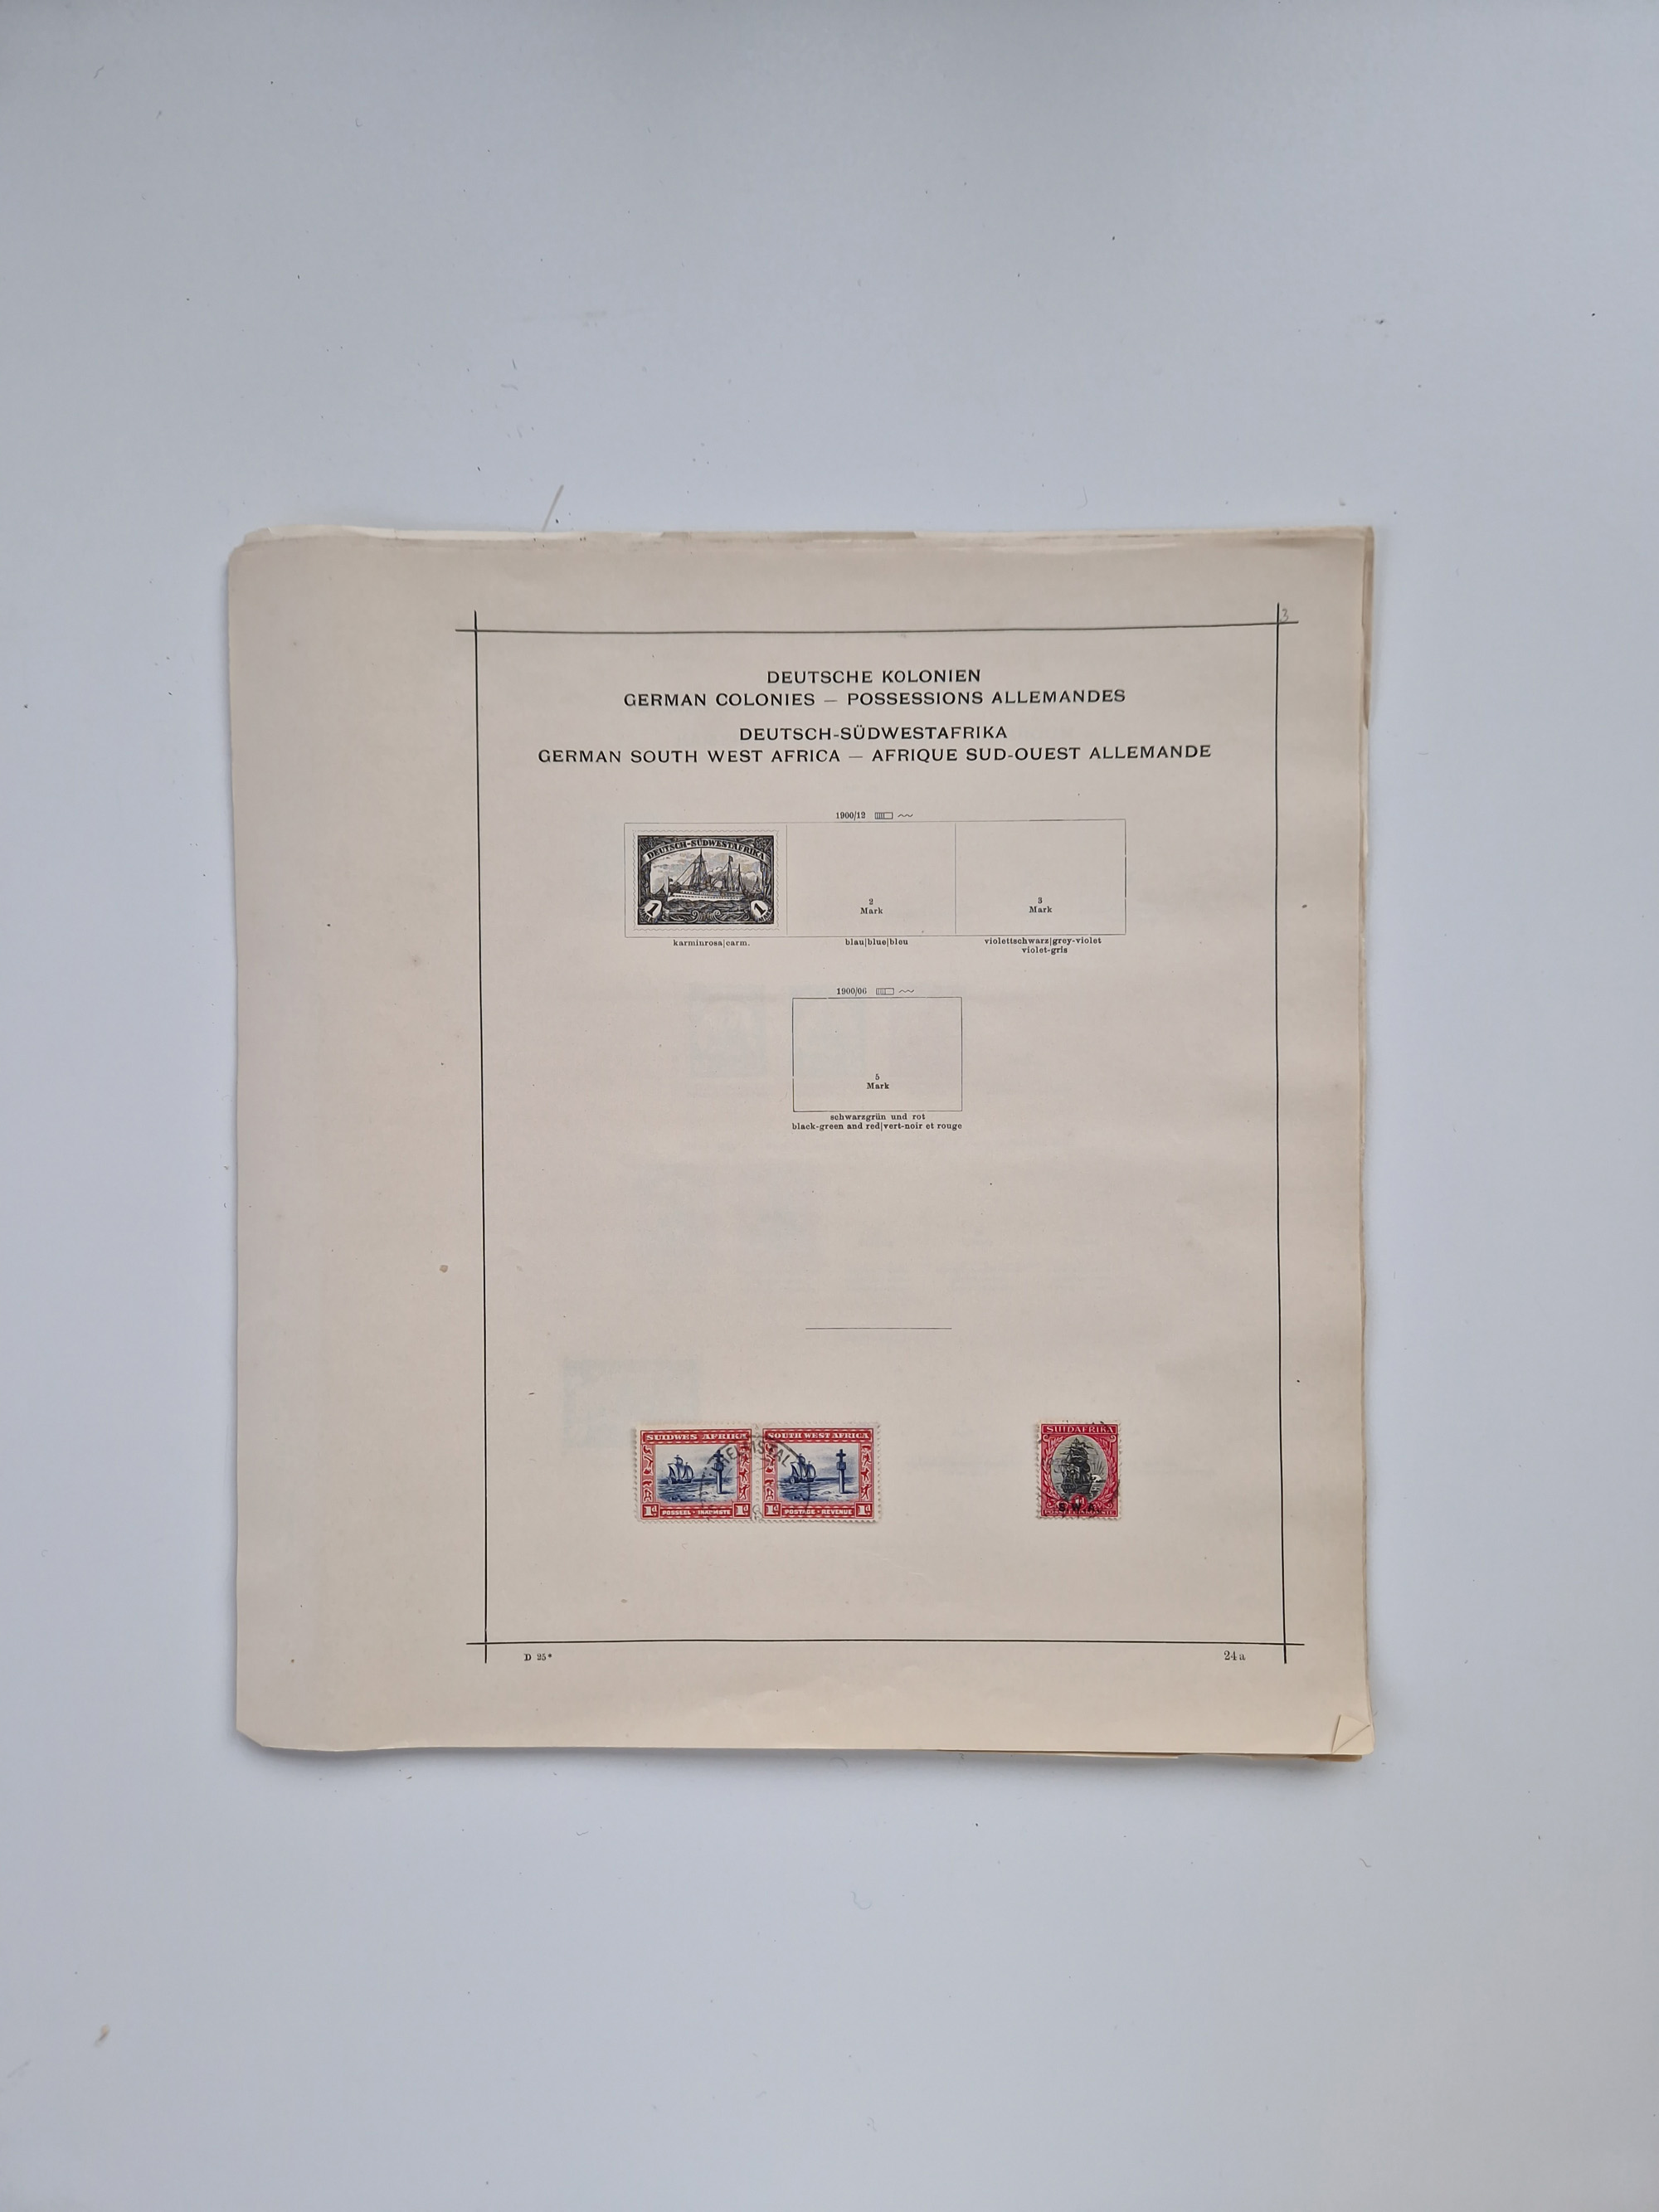 3
DEUTSCHE KOLONIEN
GERMAN COLONIES — POSSESSIONS ALLEMANDES
DEUTSCH-SÜDWESTAFRIKA
GERMAN SOUTH WEST AFRICA — AFRIQUE SUD-OUEST ALLEMANDE
1900/12
DEUTSCH-SÜDWESTAFRIKA
1 1
2
Mark
3
Mark
karminrosa|carm.
blau|blue|bleu
violettschwarz|grey-violet
violet-gris
1900/06
5
Mark
schwarzgrün und rot
black-green and red|vert-noir et rouge
SUIDWES AFRIKA
1d POSSEEL - INKOMSTE 1d
SOUTH WEST AFRICA
1d POSTAGE - REVENUE 1d
SUIDAFRIKA
S.W.A.
D 25*
24a